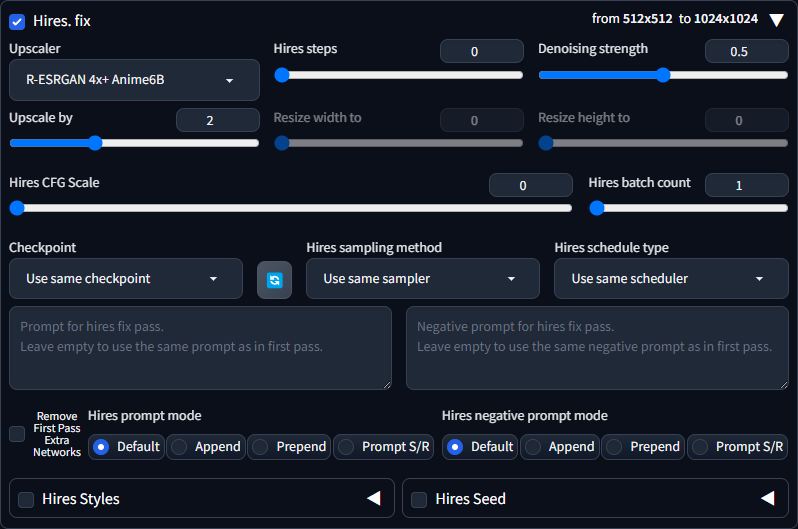 Hires. fix
from 512x512 to 1024x1024
Upscaler
Hires steps
0
Denoising strength
0.5
R-ESRGAN 4x+ Anime6B
Upscale by
2
Resize width to
0
Resize height to
0
Hires CFG Scale
0
Hires batch count
1
Checkpoint
Hires sampling method
Hires schedule type
Use same checkpoint
Use same sampler
Use same scheduler
Prompt for hires fix pass.
Leave empty to use the same prompt as in first pass.
Negative prompt for hires fix pass.
Leave empty to use the same negative prompt as in first pass.
Remove
First Pass
Extra
Networks
Hires prompt mode
Default
Append
Prepend
Prompt S/R
Hires negative prompt mode
Default
Append
Prepend
Prompt S/R
Hires Styles
Hires Seed